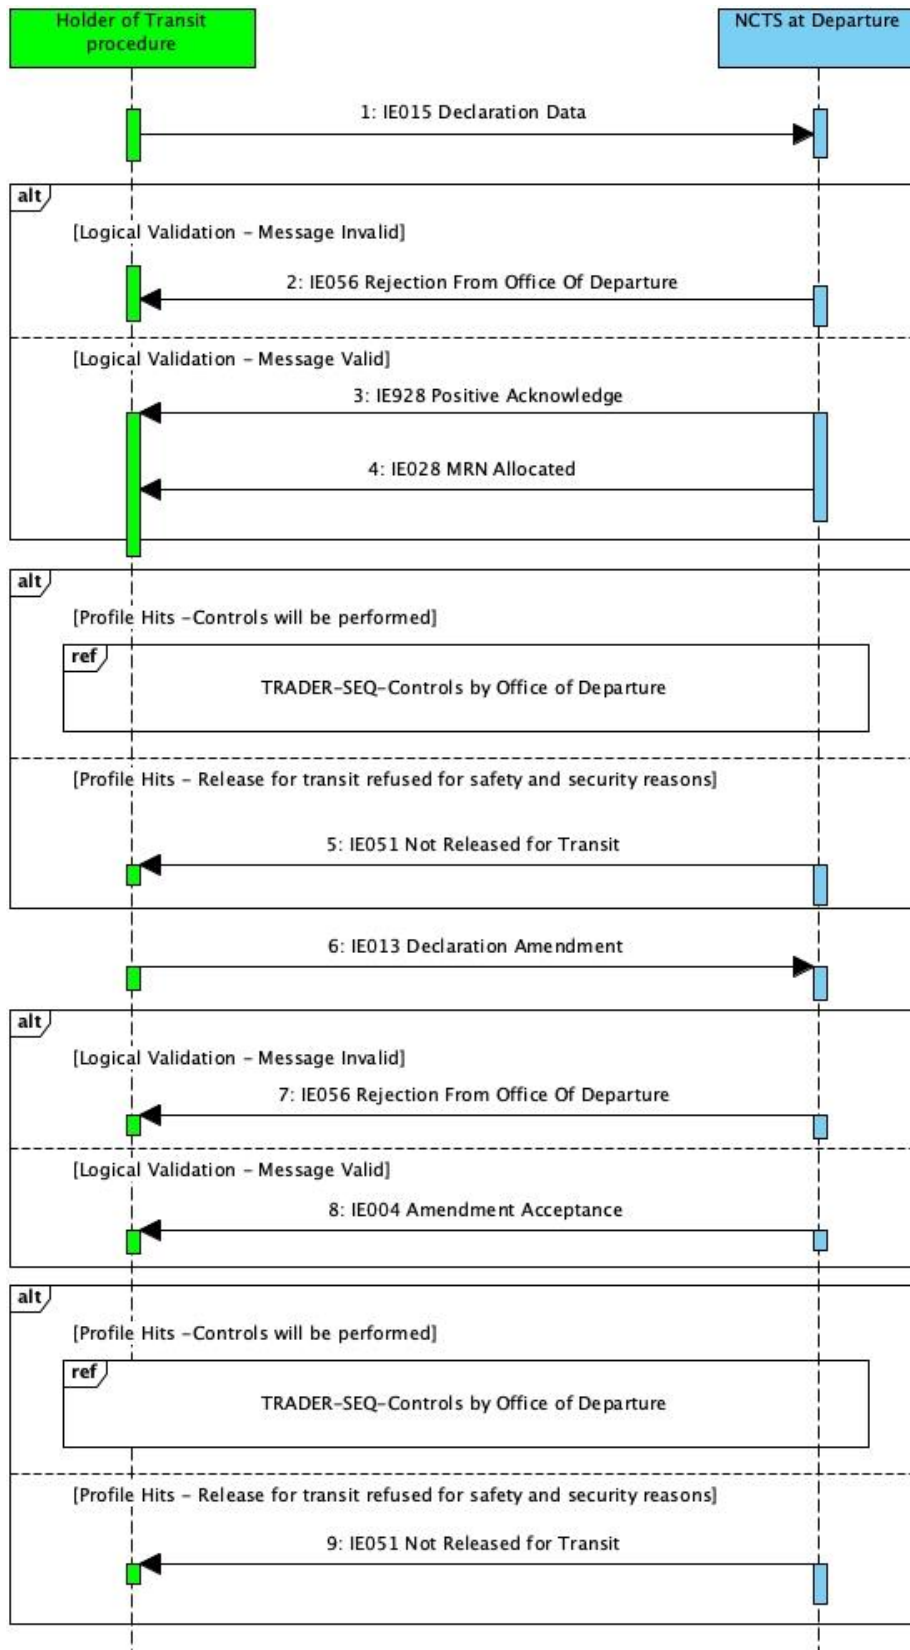 Holder of Transit
procedure
NCTS at Departure
1: IE015 Declaration Data
alt
[Logical Validation – Message Invalid]
2: IE056 Rejection From Office Of Departure
[Logical Validation – Message Valid]
3: IE928 Positive Acknowledge
4: IE028 MRN Allocated
alt
[Profile Hits –Controls will be performed]
ref
TRADER–SEQ–Controls by Office of Departure
[Profile Hits – Release for transit refused for safety and security reasons]
5: IE051 Not Released for Transit
6: IE013 Declaration Amendment
alt
[Logical Validation – Message Invalid]
7: IE056 Rejection From Office Of Departure
[Logical Validation – Message Valid]
8: IE004 Amendment Acceptance
alt
[Profile Hits –Controls will be performed]
ref
TRADER–SEQ–Controls by Office of Departure
[Profile Hits – Release for transit refused for safety and security reasons]
9: IE051 Not Released for Transit